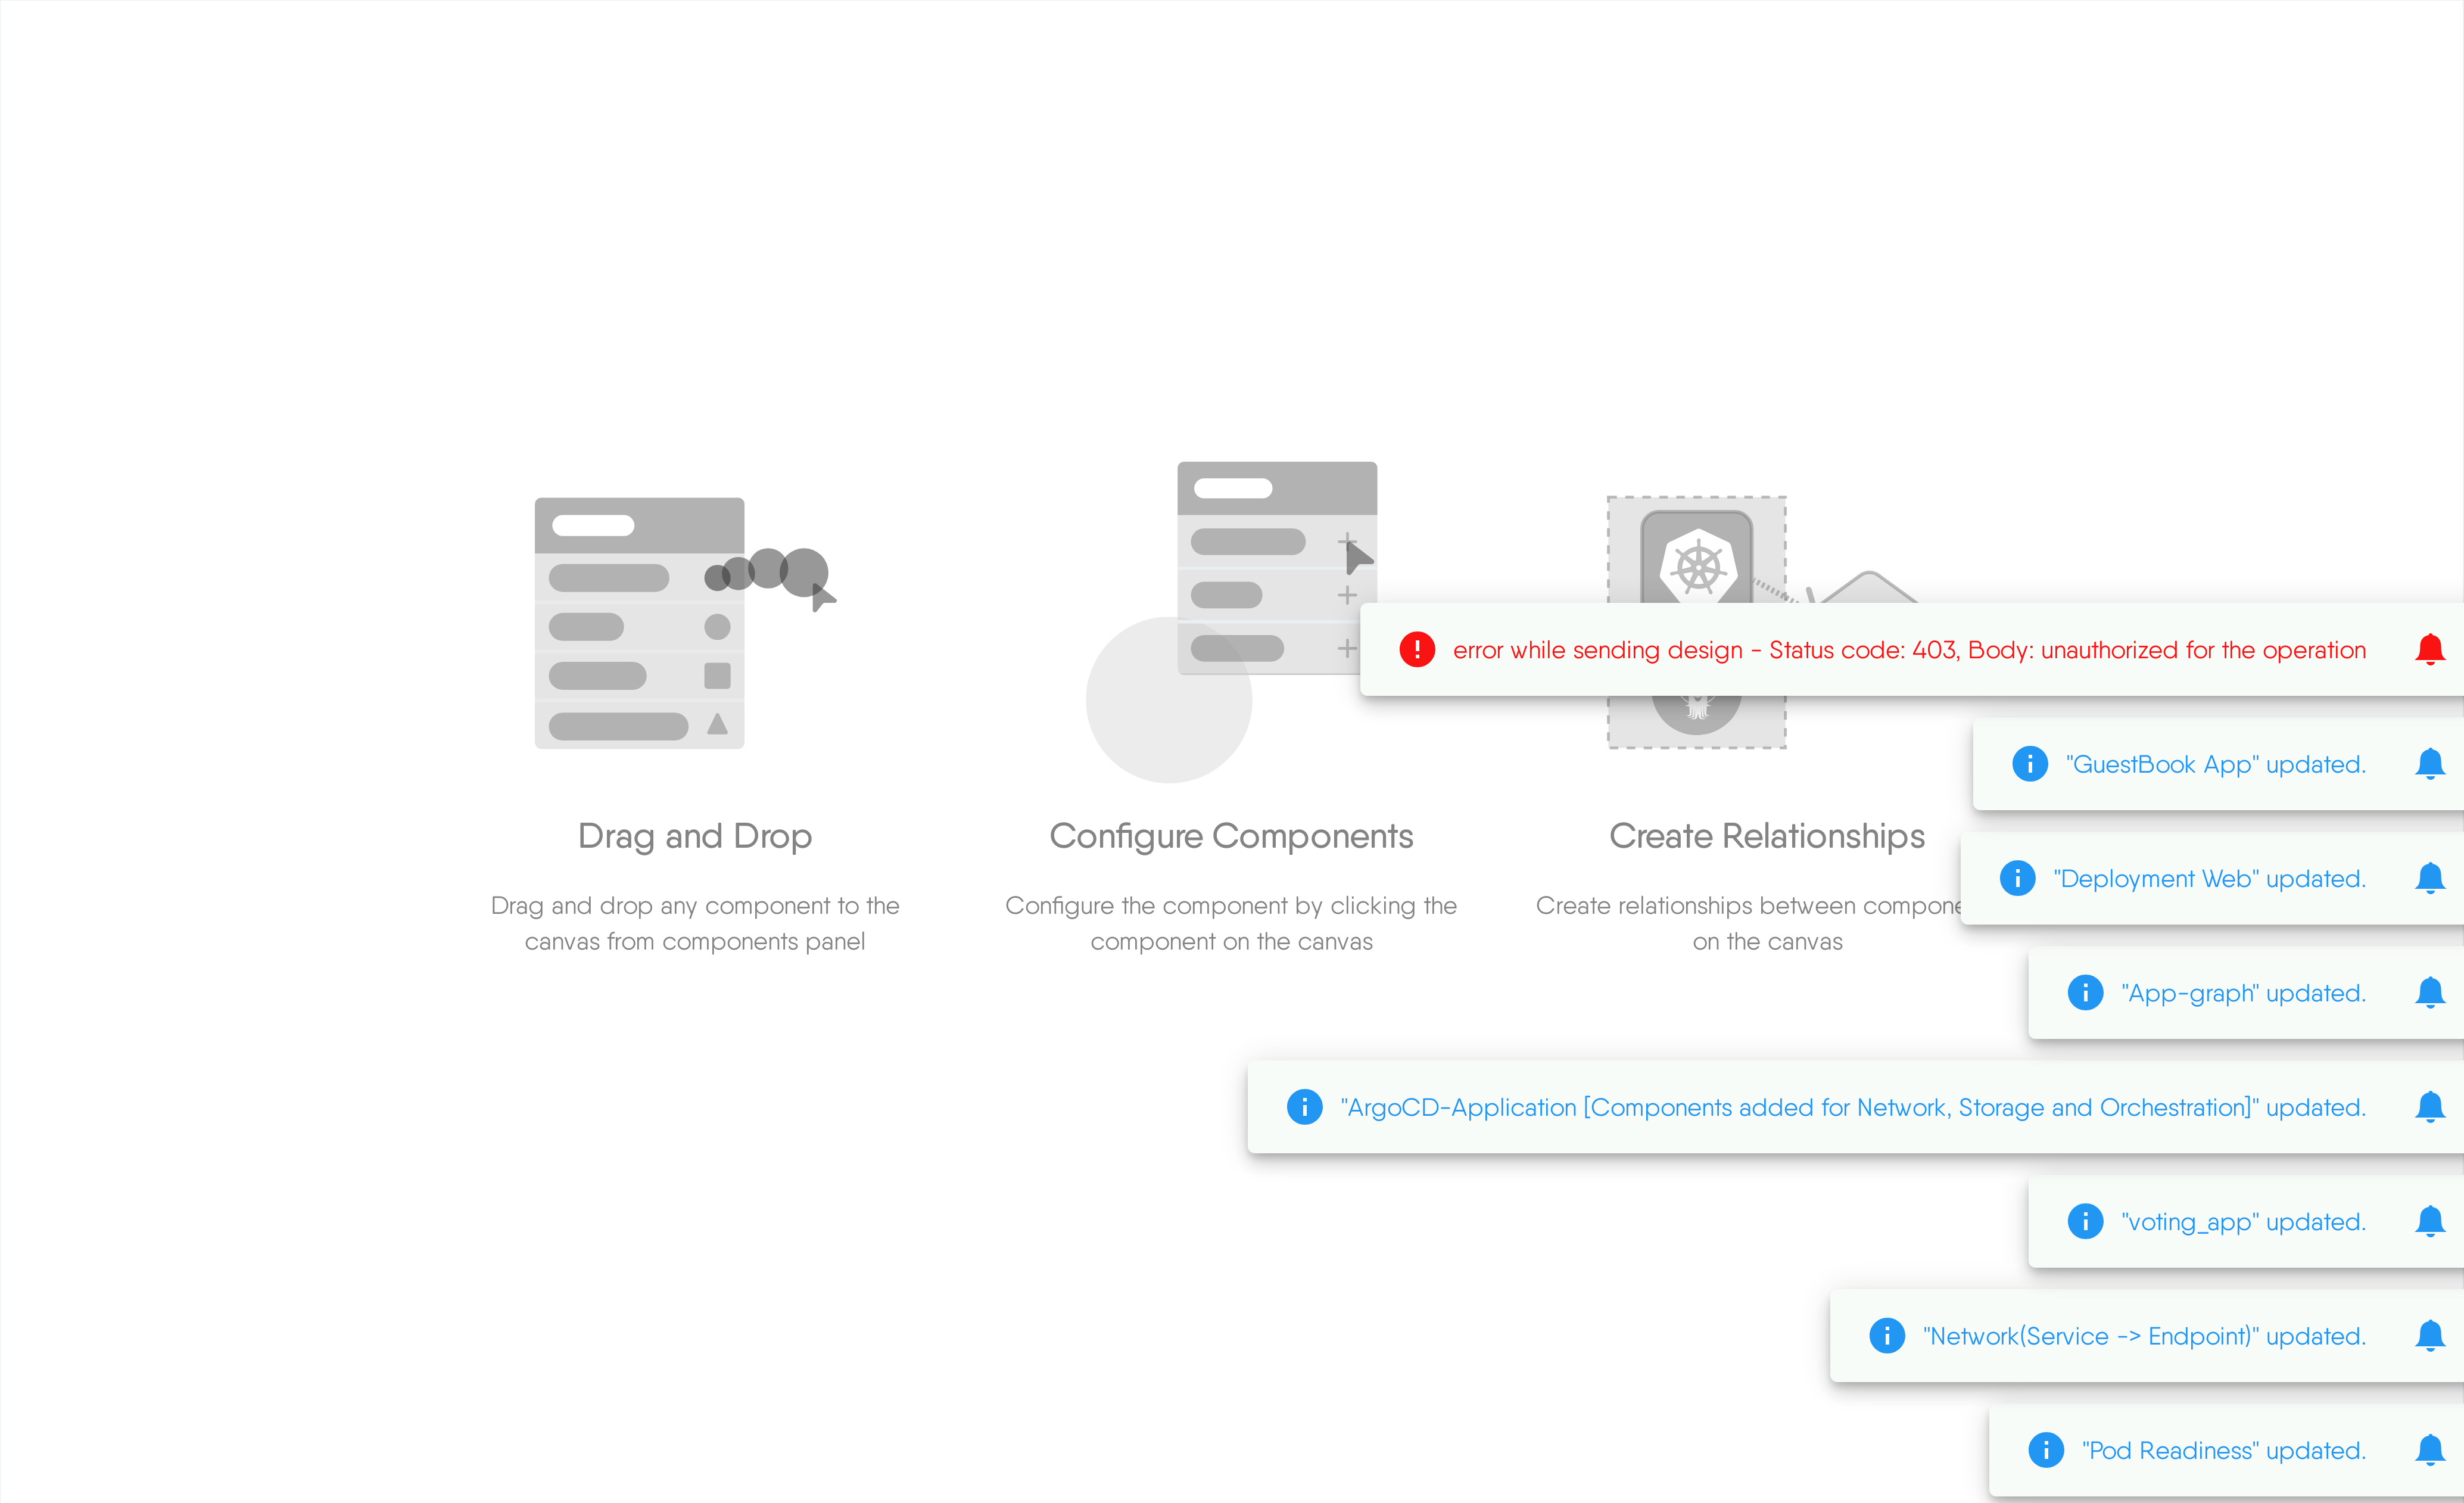 error while sending design - Status code: 403, Body: unauthorized for the operation
"GuestBook App" updated.
Drag and Drop
Drag and drop any component to the
canvas from components panel
Configure Components
Configure the component by clicking the
component on the canvas
Create Relationships
Create relationships between compone
on the canvas
"Deployment Web" updated.
"App-graph" updated.
"ArgoCD-Application [Components added for Network, Storage and Orchestration]" updated.
"voting_app" updated.
"Network(Service -> Endpoint)" updated.
"Pod Readiness" updated.